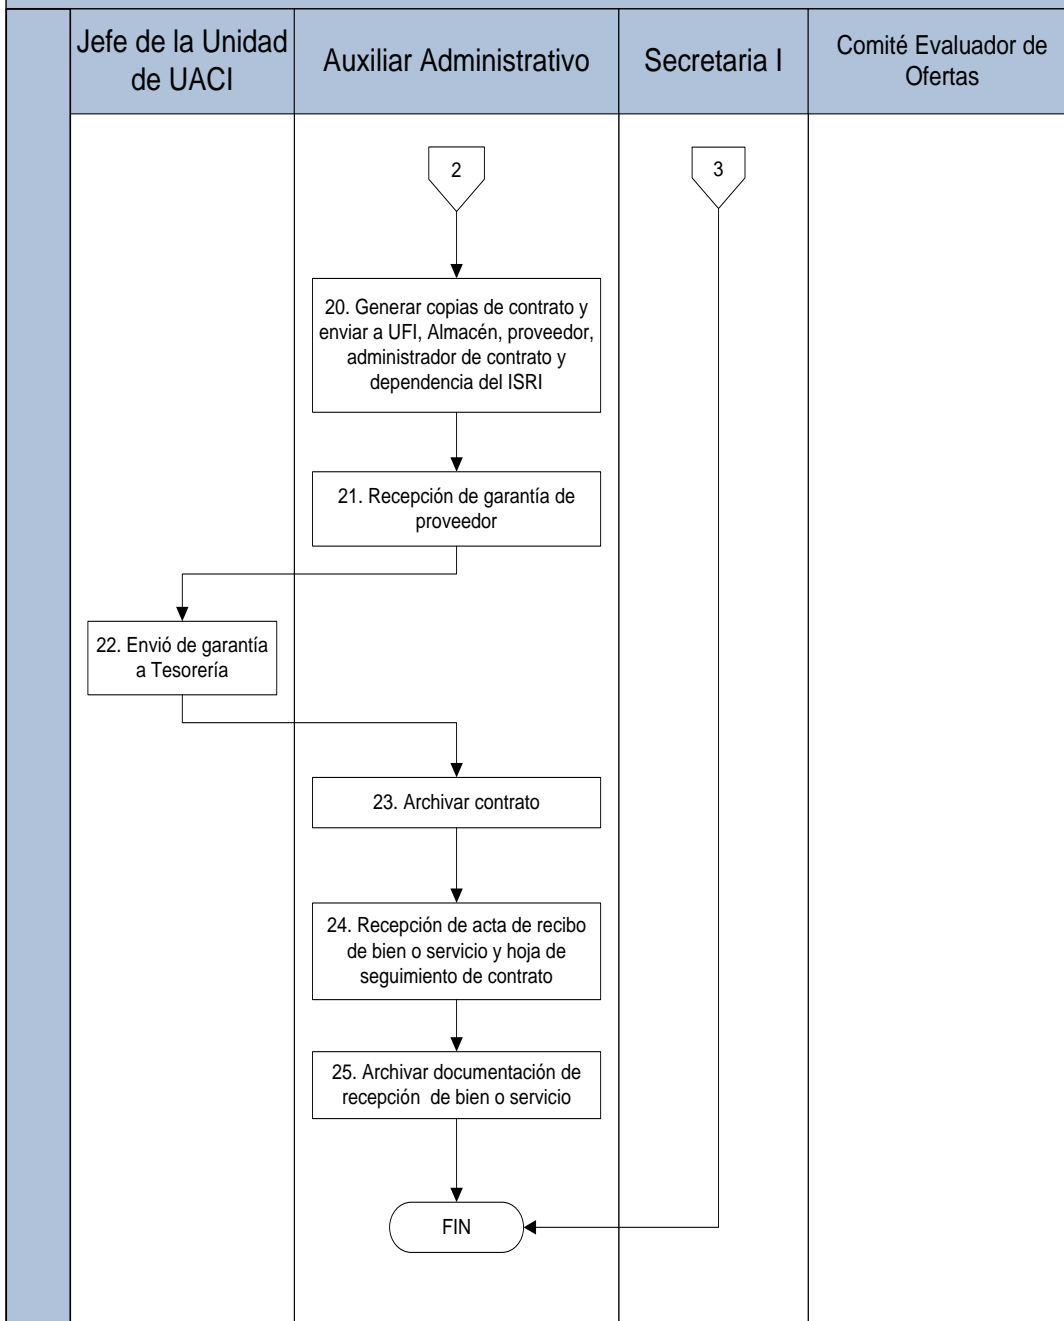 Jefe de la Unidad
de UACI
Auxiliar Administrativo
Secretaria I
Comité Evaluador de
Ofertas
2
3
20. Generar copias de contrato y
enviar a UFI, Almacén, proveedor,
administrador de contrato y
dependencia del ISRI
21. Recepción de garantía de
proveedor
22. Envió de garantía
a Tesorería
23. Archivar contrato
24. Recepción de acta de recibo
de bien o servicio y hoja de
seguimiento de contrato
25. Archivar documentación de
recepción de bien o servicio
FIN